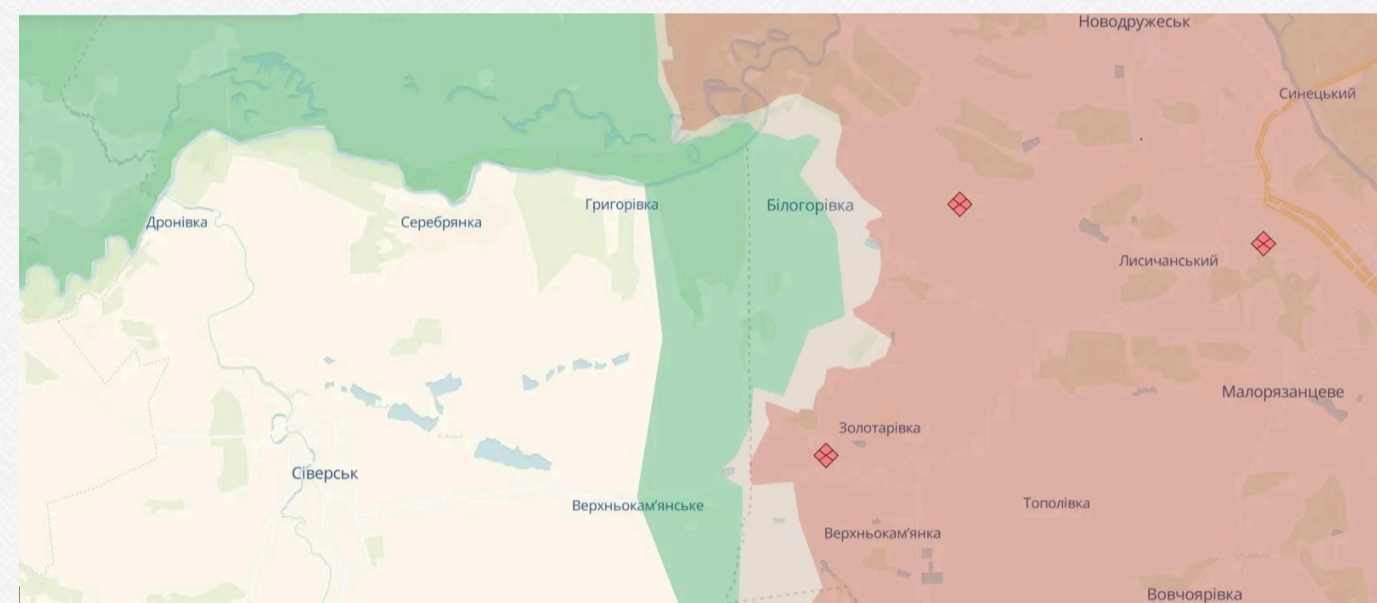 Новодружеськ
Синецький
Дронівка
Серебрянка
Григорівка
Білогорівка
Лисичанський
Малорязанцеве
Золотарівка
Сіверськ
Верхньокам'янське
Тополівка
Верхньокам'янка
Вовчоярівка